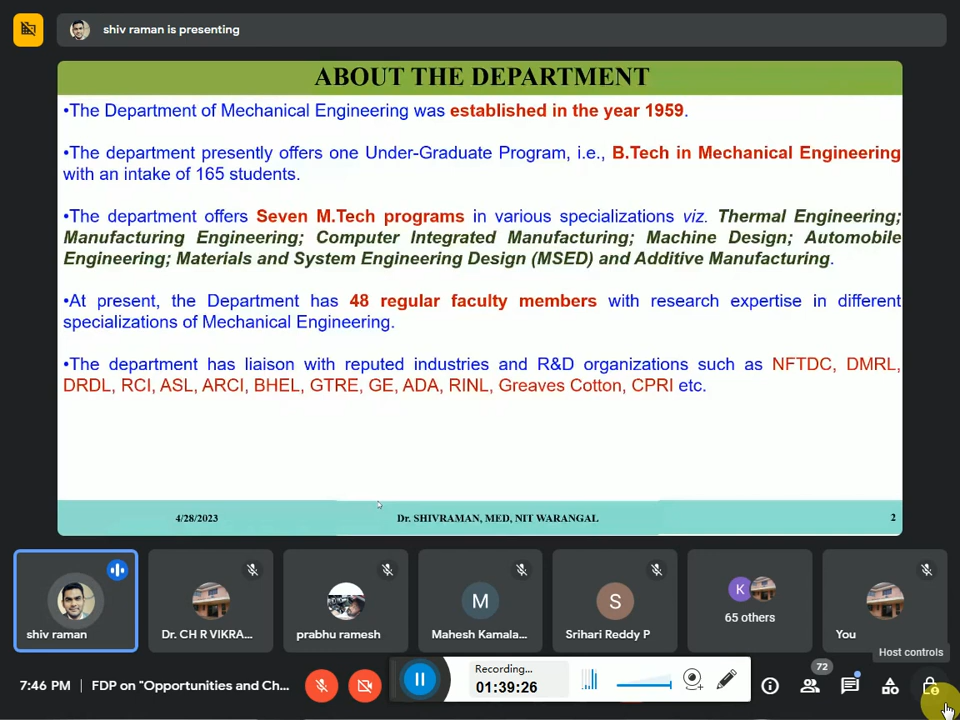 shiv raman is presenting
ABOUT THE DEPARTMENT
•The Department of Mechanical Engineering was established in the year 1959.
•The department presently offers one Under-Graduate Program, i.e., B.Tech in Mechanical Engineering
with an intake of 165 students.
•The department offers Seven M.Tech programs in various specializations viz. Thermal Engineering;
Manufacturing Engineering; Computer Integrated Manufacturing; Machine Design; Automobile
Engineering; Materials and System Engineering Design (MSED) and Additive Manufacturing.
•At present, the Department has 48 regular faculty members with research expertise in different
specializations of Mechanical Engineering.
•The department has liaison with reputed industries and R&D organizations such as NFTDC, DMRL,
DRDL, RCI, ASL, ARCI, BHEL, GTRE, GE, ADA, RINL, Greaves Cotton, CPRI etc.
4/28/2023 Dr. SHIVRAMAN, MED, NIT WARANGAL 2
M S K
65 others
shiv raman Dr. CH R VIKRA... prabhu ramesh Mahesh Kamala... Srihari Reddy P You
Host controls
7:46 PM FDP on "Opportunities and Ch... Recording... 72
01:39:26